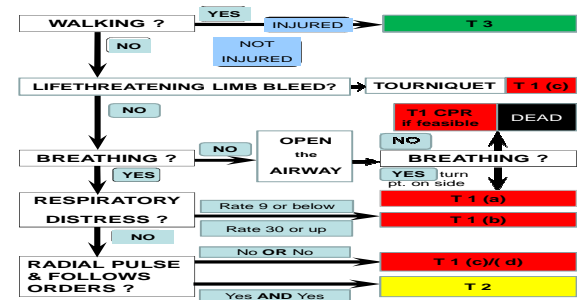 WALKING ?
YES
INJURED
T 3
NO
NOT
INJURED
LIFETHREATENING LIMB BLEED?
TOURNIQUET
T 1 (c)
NO
T1 CPR
if feasible
DEAD
BREATHING ?
NO
OPEN
the
AIRWAY
NO
BREATHING ?
YES
YES turn
pt. on side
RESPIRATORY
DISTRESS ?
Rate 9 or below
T 1 (a)
Rate 30 or up
T 1 (b)
NO
RADIAL PULSE
& FOLLOWS
ORDERS ?
No OR No
T 1 (c)/( d)
Yes AND Yes
T 2